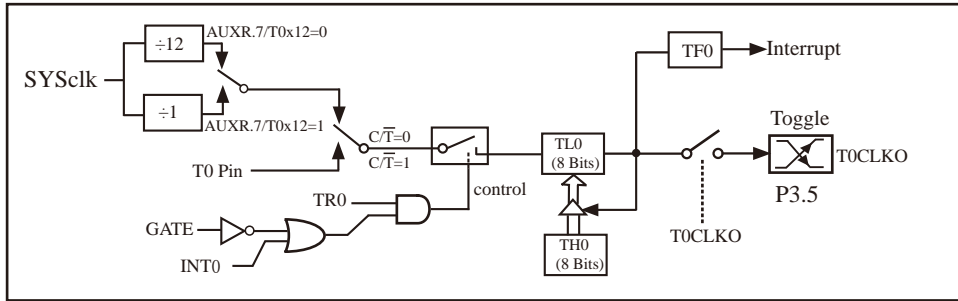 AUXR.7/T0x12=0
÷12
SYSclk
÷1
AUXR.7/T0x12=1
C/T̅=0
C/T̅=1
T0 Pin
TR0
GATE
INT0
control
TL0
(8 Bits)
TH0
(8 Bits)
TF0
Interrupt
Toggle
T0CLKO
P3.5
T0CLKO